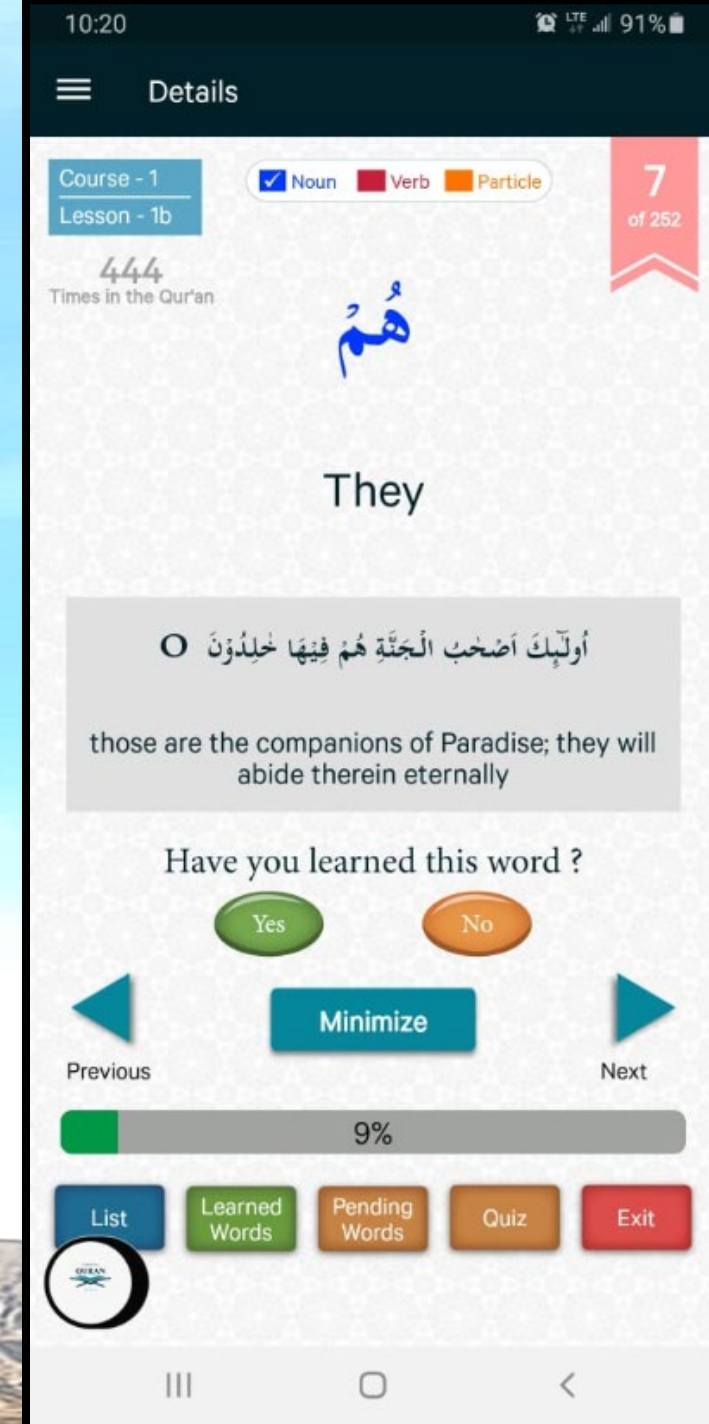 10:20 LTE 91%
Details
Course - 1
Lesson - 1b
Noun Verb Particle
7
of 252
444
Times in the Qur'an
هُمْ
They
اُولٰٓئِكَ اَصْحٰبُ الْجَنَّةِ هُمْ فِيْهَا خٰلِدُوْنَ O
those are the companions of Paradise; they will
abide therein eternally
Have you learned this word ?
Yes No
Minimize
Previous Next
9%
List Learned Words Pending Words Quiz Exit
QURAN